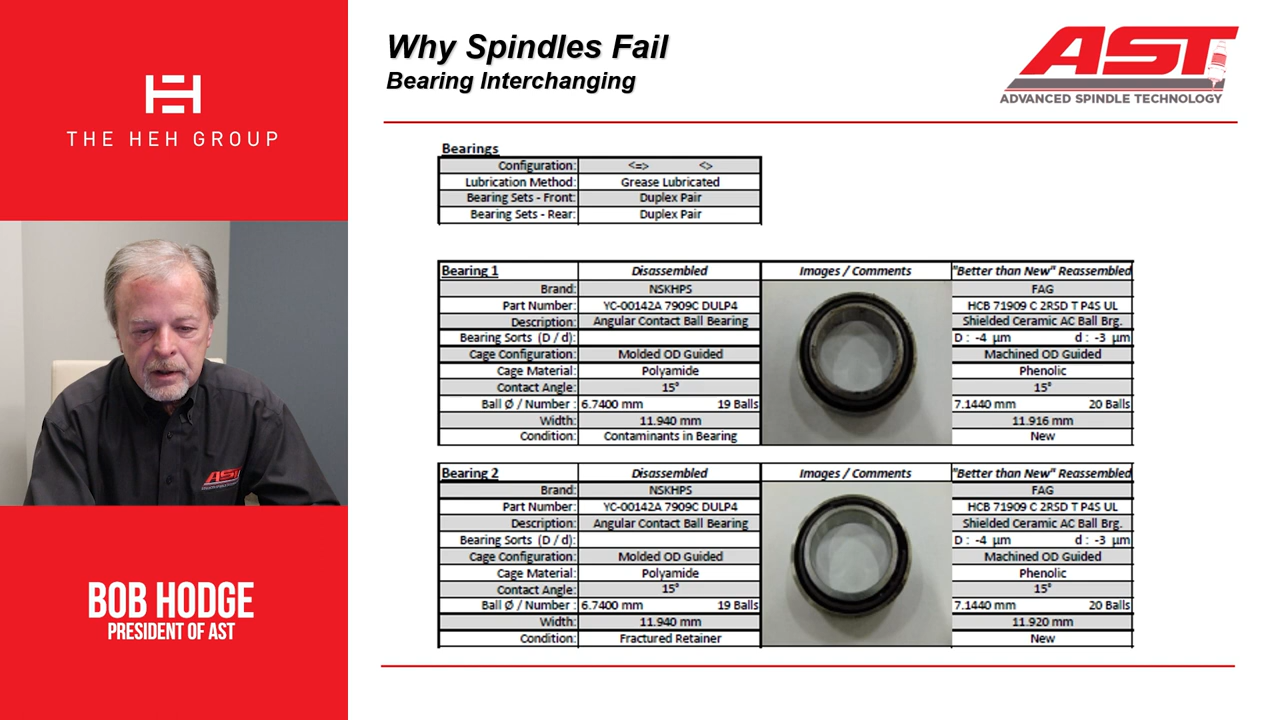 THE HEH GROUP
BOB HODGE
PRESIDENT OF AST
AST
Why Spindles Fail
Bearing Interchanging
AST
ADVANCED SPINDLE TECHNOLOGY
Bearings
Configuration: <=> <>
Lubrication Method: Grease Lubricated
Bearing Sets - Front: Duplex Pair
Bearing Sets - Rear: Duplex Pair
Bearing 1 Disassembled Images / Comments "Better than New" Reassembled
Brand: NSKHPS FAG
Part Number: YC-00142A 7909C DULP4 HCB 71909 C 2RSD T P4S UL
Description: Angular Contact Ball Bearing Shielded Ceramic AC Ball Brg.
Bearing Sorts (D / d): D : -4 µm d : -3 µm
Cage Configuration: Molded OD Guided Machined OD Guided
Cage Material: Polyamide Phenolic
Contact Angle: 15° 15°
Ball Ø / Number : 6.7400 mm 19 Balls 7.1440 mm 20 Balls
Width: 11.940 mm 11.916 mm
Condition: Contaminants in Bearing New
Bearing 2 Disassembled Images / Comments "Better than New" Reassembled
Brand: NSKHPS FAG
Part Number: YC-00142A 7909C DULP4 HCB 71909 C 2RSD T P4S UL
Description: Angular Contact Ball Bearing Shielded Ceramic AC Ball Brg.
Bearing Sorts (D / d): D : -4 µm d : -3 µm
Cage Configuration: Molded OD Guided Machined OD Guided
Cage Material: Polyamide Phenolic
Contact Angle: 15° 15°
Ball Ø / Number : 6.7400 mm 19 Balls 7.1440 mm 20 Balls
Width: 11.940 mm 11.920 mm
Condition: Fractured Retainer New